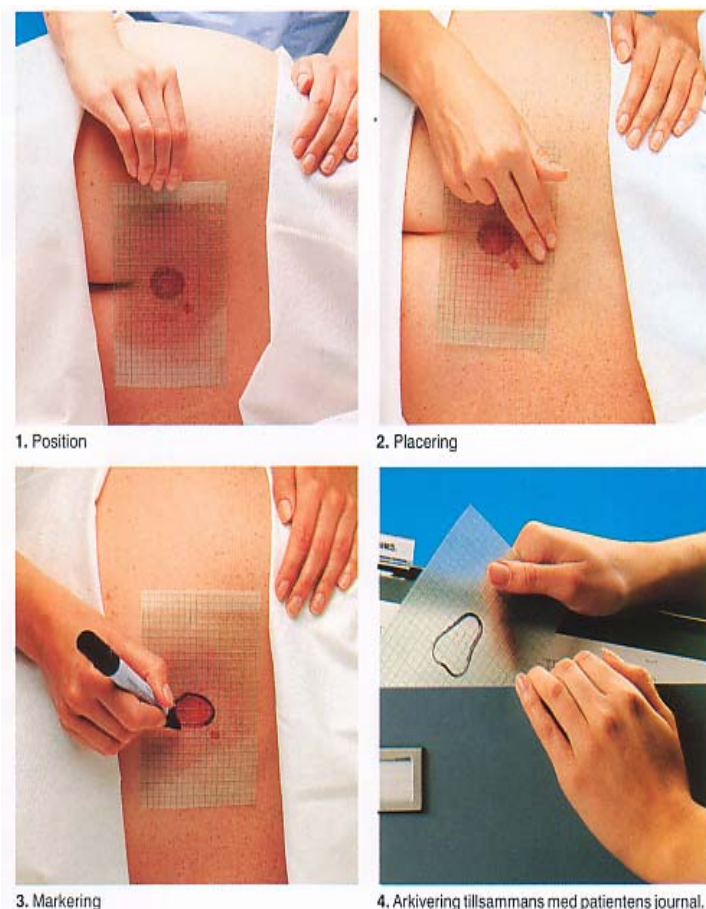 1. Position
2. Placering
3. Markering
4. Arkivering tillsammans med patientens journal.